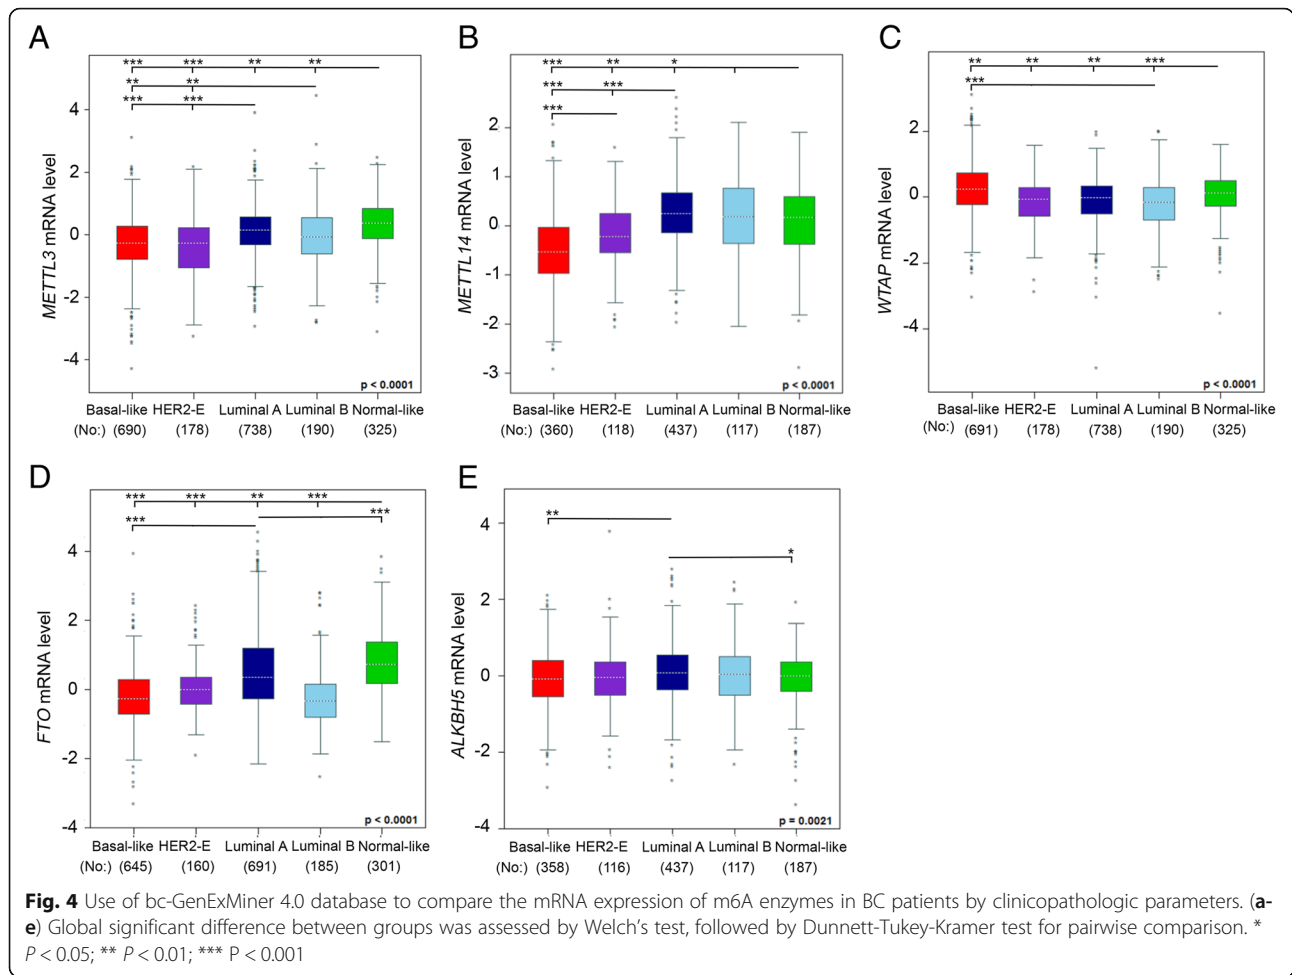 A
B
C
*** *** ** **
** **
*** ***
METTL3 mRNA level
4
2
0
-2
-4
p < 0.0001
Basal-like HER2-E Luminal A Luminal B Normal-like
(No:) (690) (178) (738) (190) (325)
*** ** *
*** ***
***
METTL14 mRNA level
2
1
0
-1
-2
-3
p < 0.0001
Basal-like HER2-E Luminal A Luminal B Normal-like
(No:) (360) (118) (437) (117) (187)
** ** ** ***
***
WTAP mRNA level
2
0
-2
-4
p < 0.0001
Basal-like HER2-E Luminal A Luminal B Normal-like
(No:) (691) (178) (738) (190) (325)
D
E
*** *** ** ***
***
***
FTO mRNA level
4
2
0
-2
-4
p < 0.0001
Basal-like HER2-E Luminal A Luminal B Normal-like
(No:) (645) (160) (691) (185) (301)
**
*
ALKBH5 mRNA level
4
2
0
-2
-4
p = 0.0021
Basal-like HER2-E Luminal A Luminal B Normal-like
(No:) (358) (116) (437) (117) (187)
Fig. 4 Use of bc-GenExMiner 4.0 database to compare the mRNA expression of m6A enzymes in BC patients by clinicopathologic parameters. (a-
e) Global significant difference between groups was assessed by Welch's test, followed by Dunnett-Tukey-Kramer test for pairwise comparison. *
P < 0.05; ** P < 0.01; *** P < 0.001